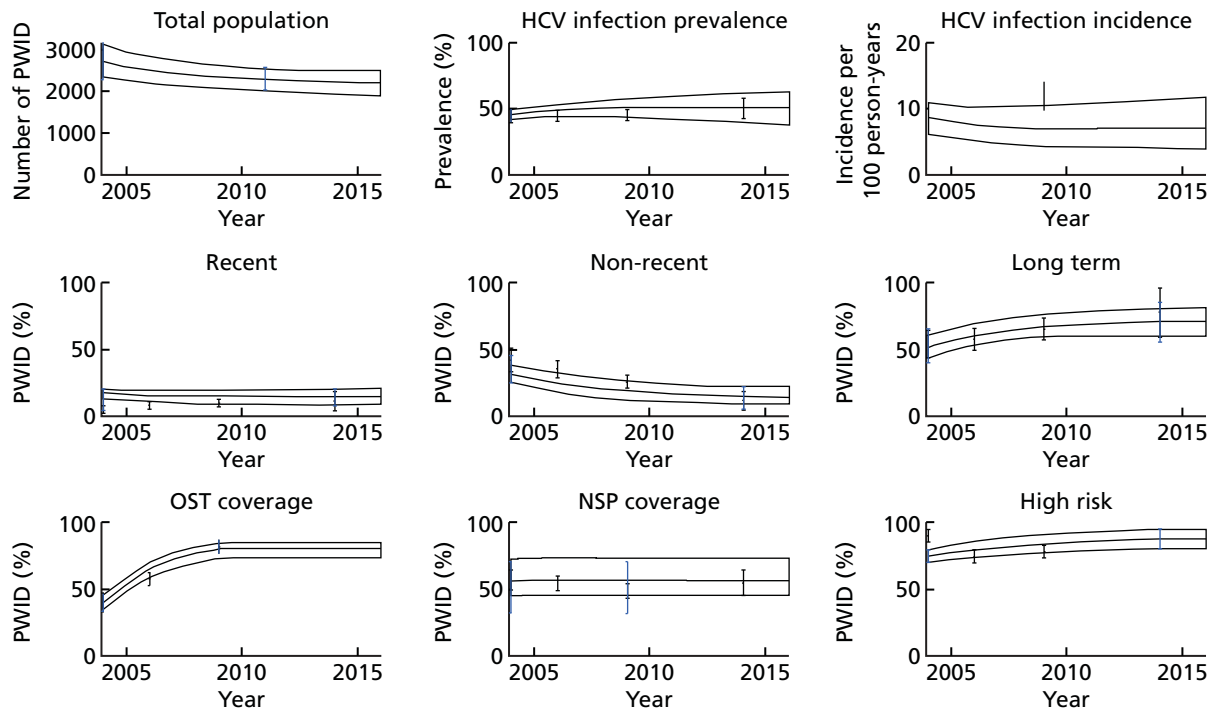 Total population
Number of PWID
3000
2000
1000
0
2005 2010 2015
Year
HCV infection prevalence
Prevalence (%)
100
50
0
2005 2010 2015
Year
HCV infection incidence
Incidence per
100 person-years
20
10
0
2005 2010 2015
Year
Recent
PWID (%)
100
50
0
2005 2010 2015
Year
Non-recent
PWID (%)
100
50
0
2005 2010 2015
Year
Long term
PWID (%)
100
50
0
2005 2010 2015
Year
OST coverage
PWID (%)
100
50
0
2005 2010 2015
Year
NSP coverage
PWID (%)
100
50
0
2005 2010 2015
Year
High risk
PWID (%)
100
50
0
2005 2010 2015
Year